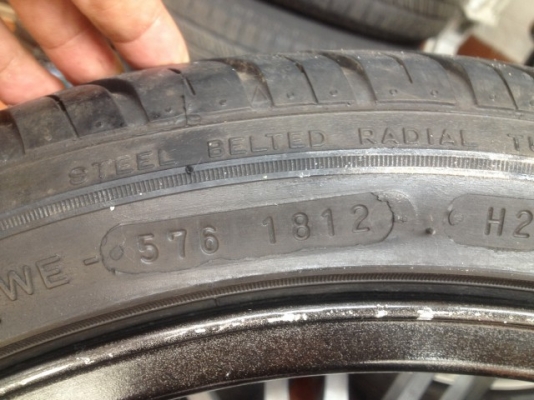 STEEL BELTED RADIAL
WE - 576 1812 H2